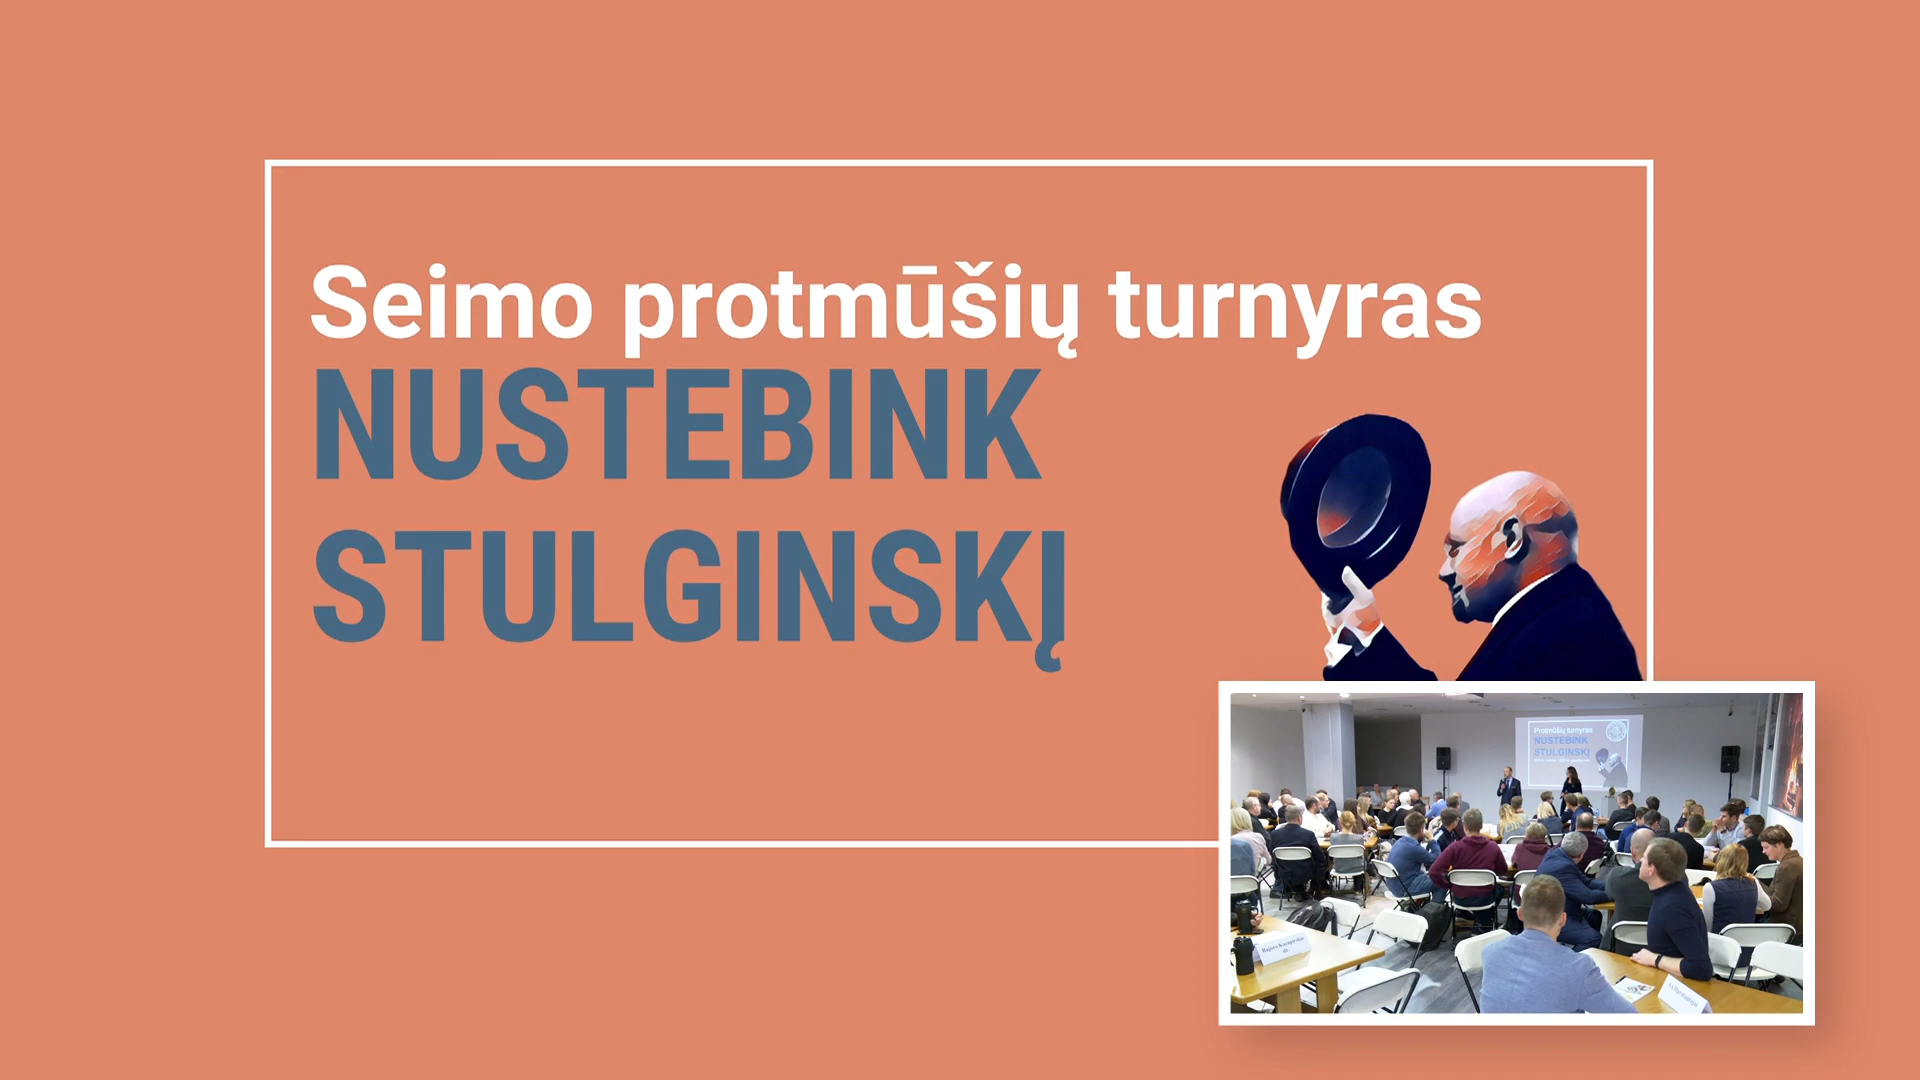 Seimo protmūšių turnyras
NUSTEBINK
STULGINSKĮ
Protmūšių turnyras
NUSTEBINK
STULGINSKĮ